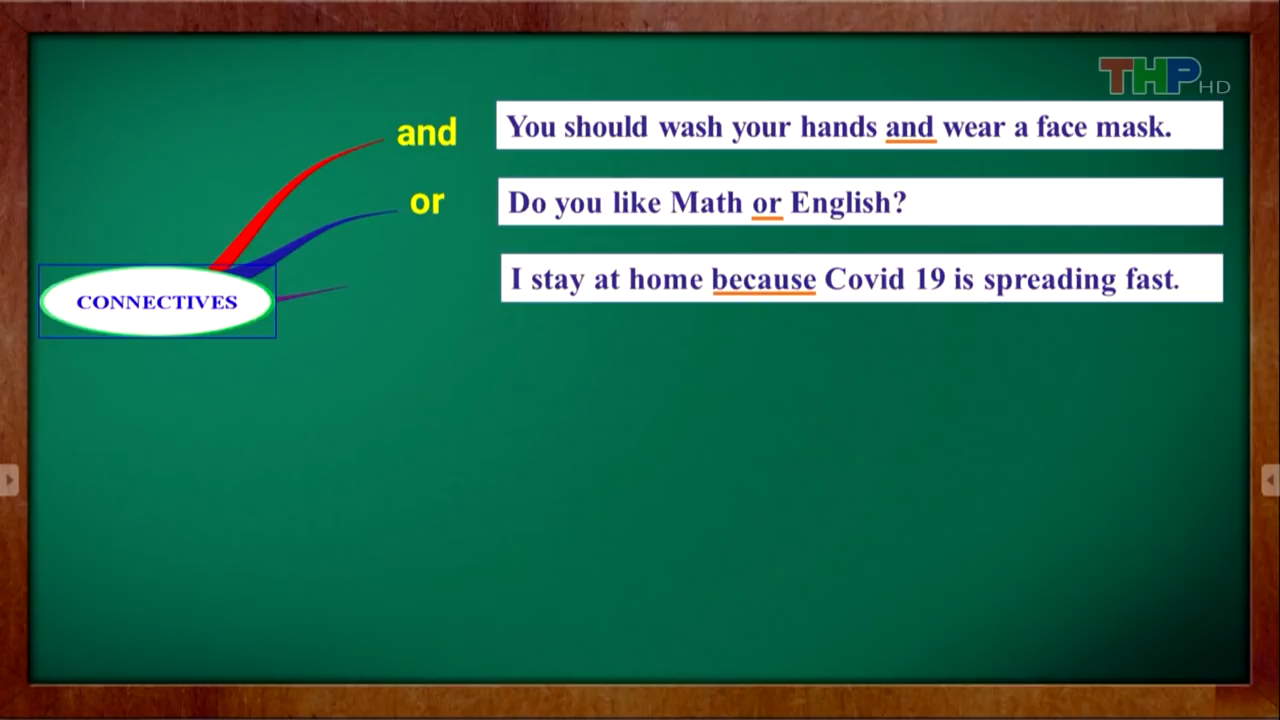 THP HD
and
You should wash your hands and wear a face mask.
or
Do you like Math or English?
I stay at home because Covid 19 is spreading fast.
CONNECTIVES